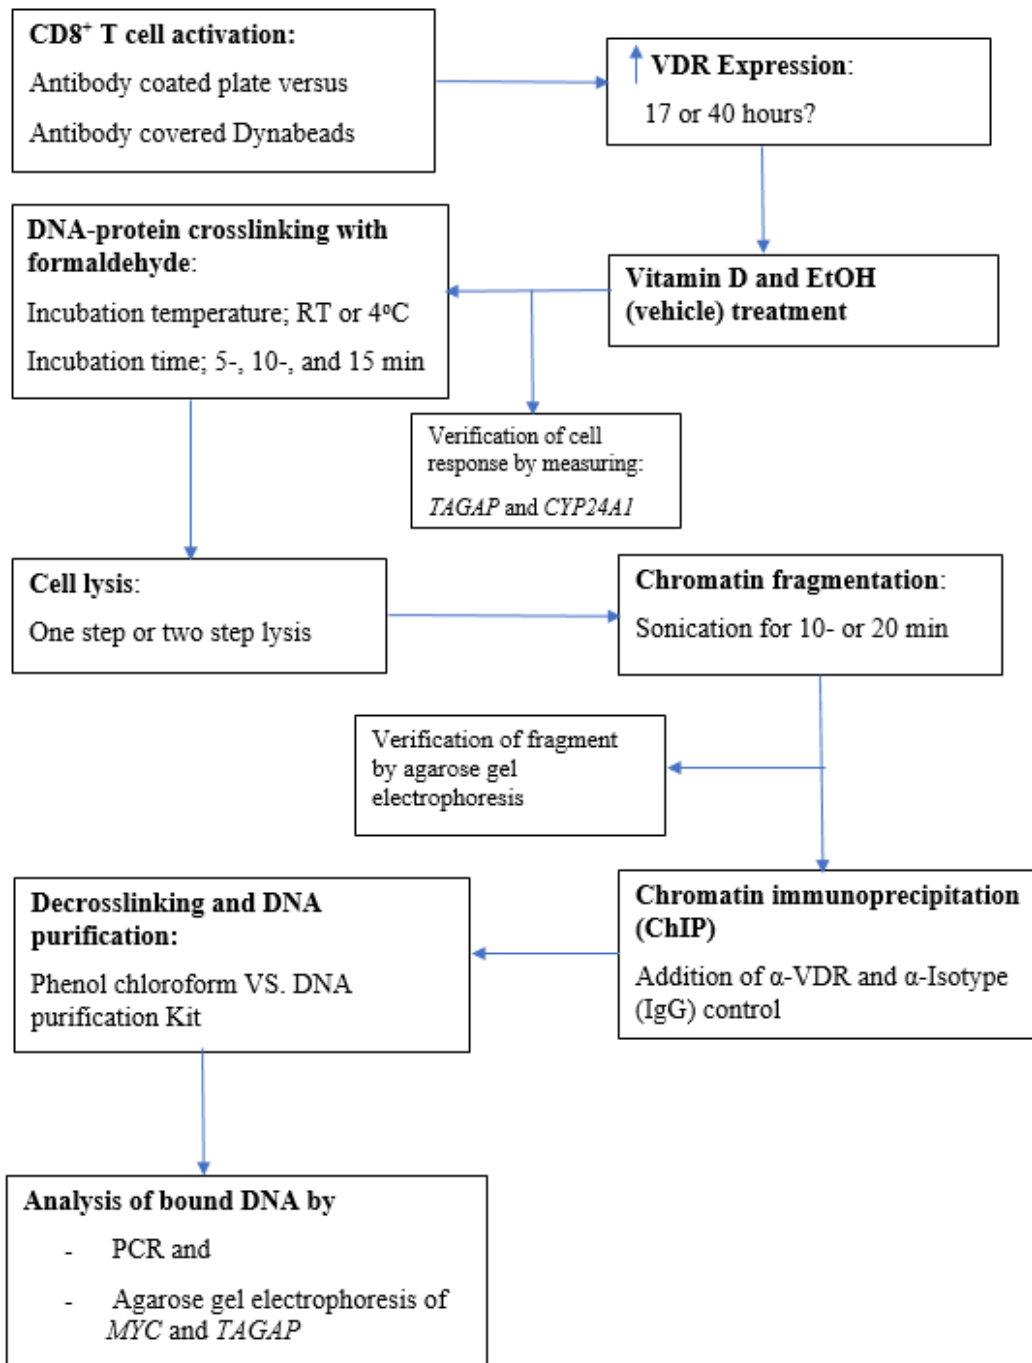 CD8⁺ T cell activation:
Antibody coated plate versus
Antibody covered Dynabeads
VDR Expression:
17 or 40 hours?
Vitamin D and EtOH
(vehicle) treatment
DNA-protein crosslinking with
formaldehyde:
Incubation temperature; RT or 4ºC
Incubation time; 5-, 10-, and 15 min
Verification of cell
response by measuring:
TAGAP and CYP24A1
Cell lysis:
One step or two step lysis
Chromatin fragmentation:
Sonication for 10- or 20 min
Verification of fragment
by agarose gel
electrophoresis
Chromatin immunoprecipitation
(ChIP)
Addition of α-VDR and α-Isotype
(IgG) control
Decrosslinking and DNA
purification:
Phenol chloroform VS. DNA
purification Kit
Analysis of bound DNA by
- PCR and
- Agarose gel electrophoresis of
MYC and TAGAP